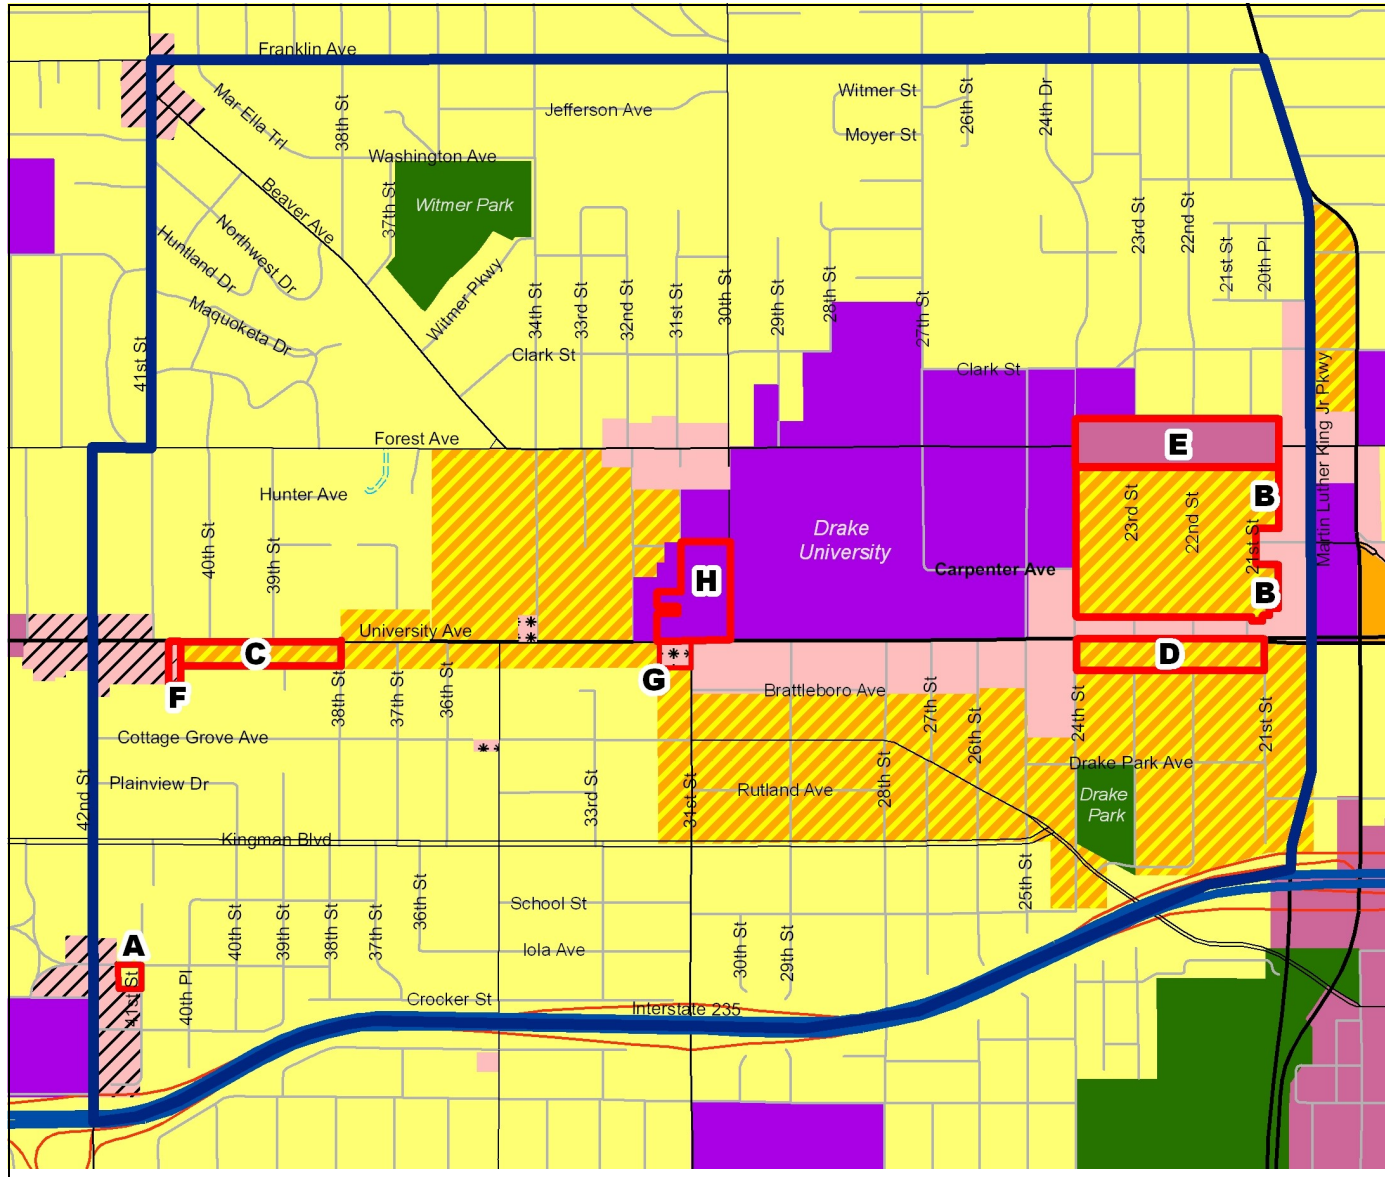 Franklin Ave
Mar Ella Trl
38th St
Jefferson Ave
Witmer St
Moyer St
26th St
24th Dr
Washington Ave
37th St
Witmer Park
Beaver Ave
Northwest Dr
Huntland Dr
Maquoketa Dr
Witmer Pkwy
41st St
34th St
33rd St
32nd St
31st St
30th St
29th St
28th St
27th St
23rd St
22nd St
21st St
20th Pl
Clark St
Clark St
Martin Luther King Jr Pkwy
Forest Ave
Hunter Ave
40th St
39th St
E
B
23rd St
22nd St
21st St
Drake
University
Carpenter Ave
H
B
University Ave
C
F
G
D
38th St
37th St
36th St
Brattleboro Ave
27th St
26th St
24th St
21st St
Cottage Grove Ave
Plainview Dr
42nd St
33rd St
31st St
Rutland Ave
28th St
Drake Park Ave
Drake
Park
Kingman Blvd
25th St
36th St
School St
40th St
39th St
38th St
37th St
Iola Ave
30th St
29th St
A
41st St
40th Pl
Crocker St
Interstate 235